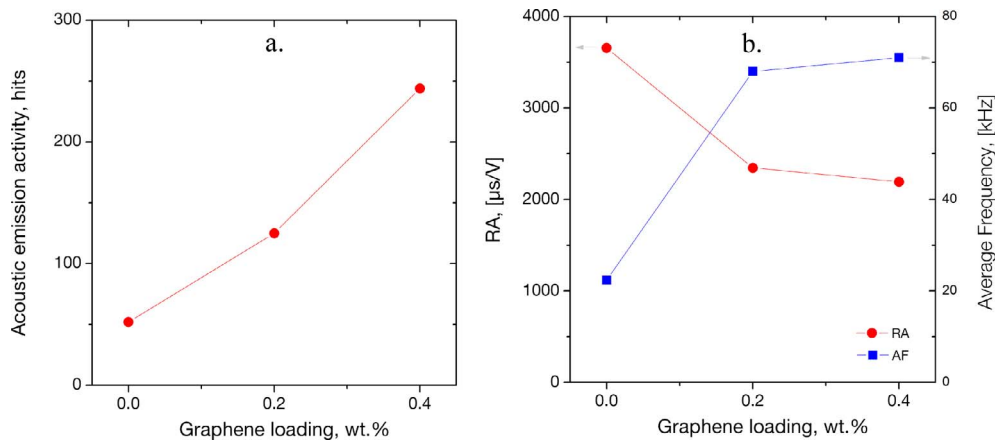 a.
Acoustic emission activity, hits
300
200
100
0
0.0 0.2 0.4
Graphene loading, wt.%
b.
RA, [μs/V]
4000
3000
2000
1000
0
Average Frequency, [kHz]
80
60
40
20
0
RA
AF
0.0 0.2 0.4
Graphene loading, wt.%